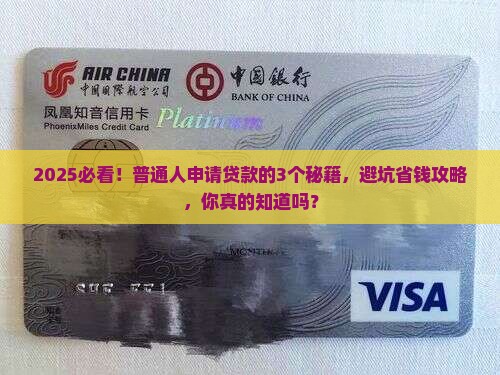 AIR CHINA
中国国际航空公司
中国银行
BANK OF CHINA
凤凰知音信用卡
PhoenixMiles Credit Card
Platinum
2025必看！普通人申请贷款的3个秘籍，避坑省钱攻略
，你真的知道吗？
MONTH
VISA